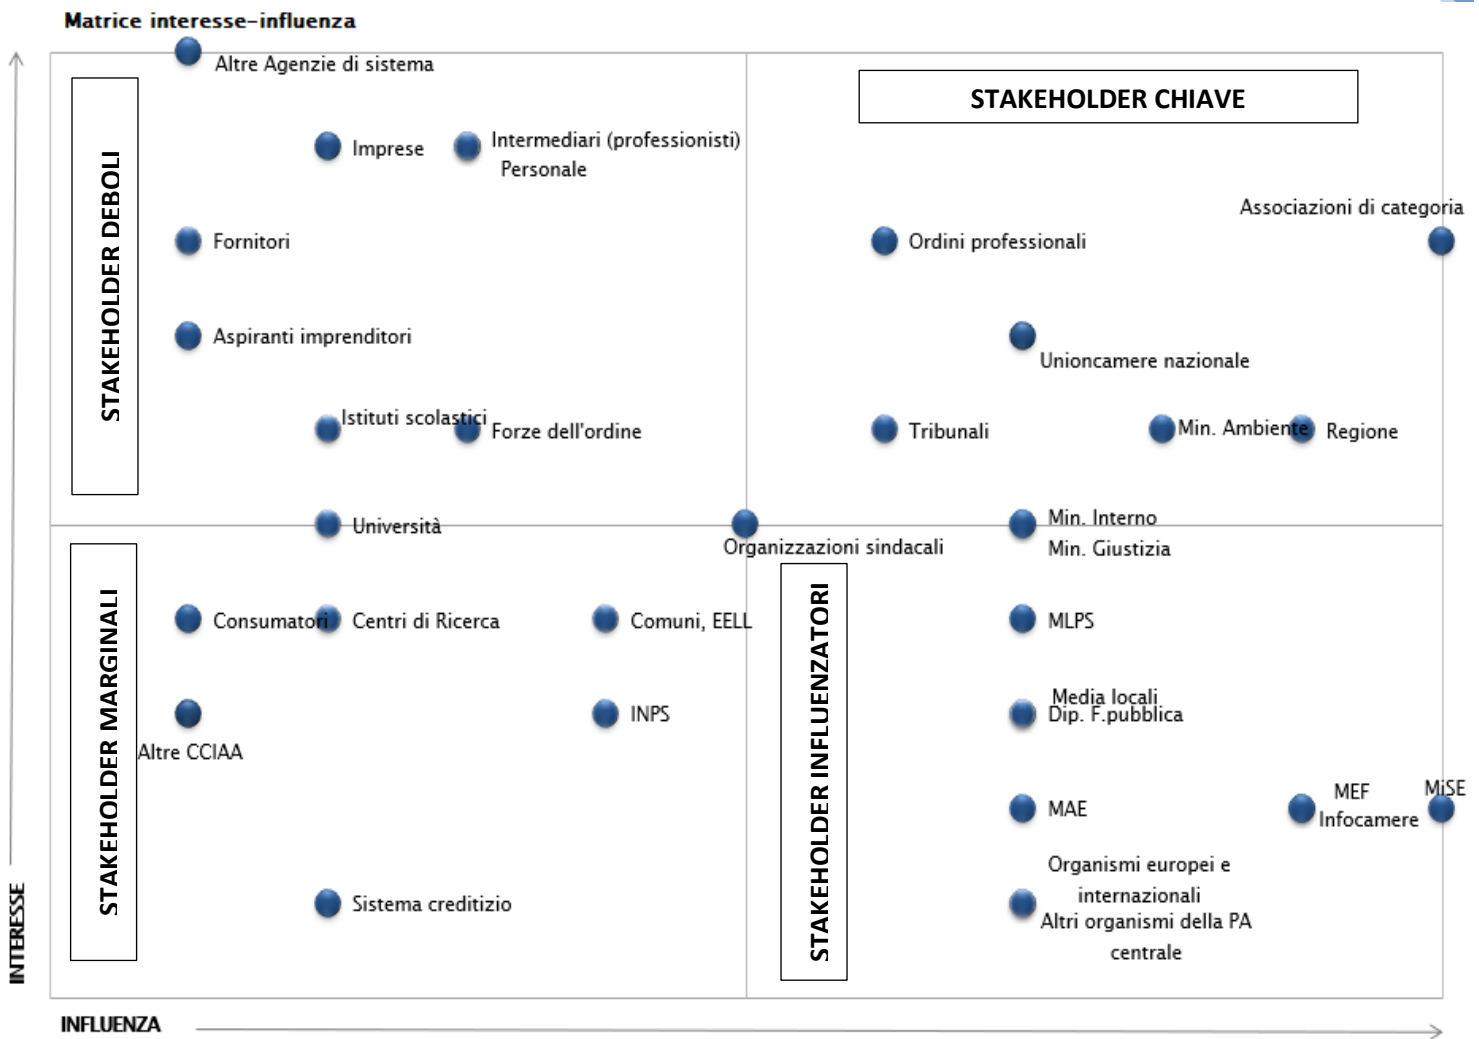 Matrice interesse-influenza
Altre Agenzie di sistema
STAKEHOLDER CHIAVE
Imprese
Intermediari (professionisti)
Personale
STAKEHOLDER DEBOLI
Associazioni di categoria
Fornitori
Ordini professionali
Aspiranti imprenditori
Unioncamere nazionale
Istituti scolastici
Forze dell'ordine
Tribunali
Min. Ambiente
Regione
Università
Organizzazioni sindacali
Min. Interno
Min. Giustizia
STAKEHOLDER MARGINALI
Consumatori
Centri di Ricerca
Comuni, EELL
STAKEHOLDER INFLUENZATORI
MLPS
Altre CCIAA
INPS
Media locali
Dip. F.pubblica
MAE
MEF
Infocamere
MiSE
Sistema creditizio
Organismi europei e
internazionali
Altri organismi della PA
centrale
INTERESSE
INFLUENZA